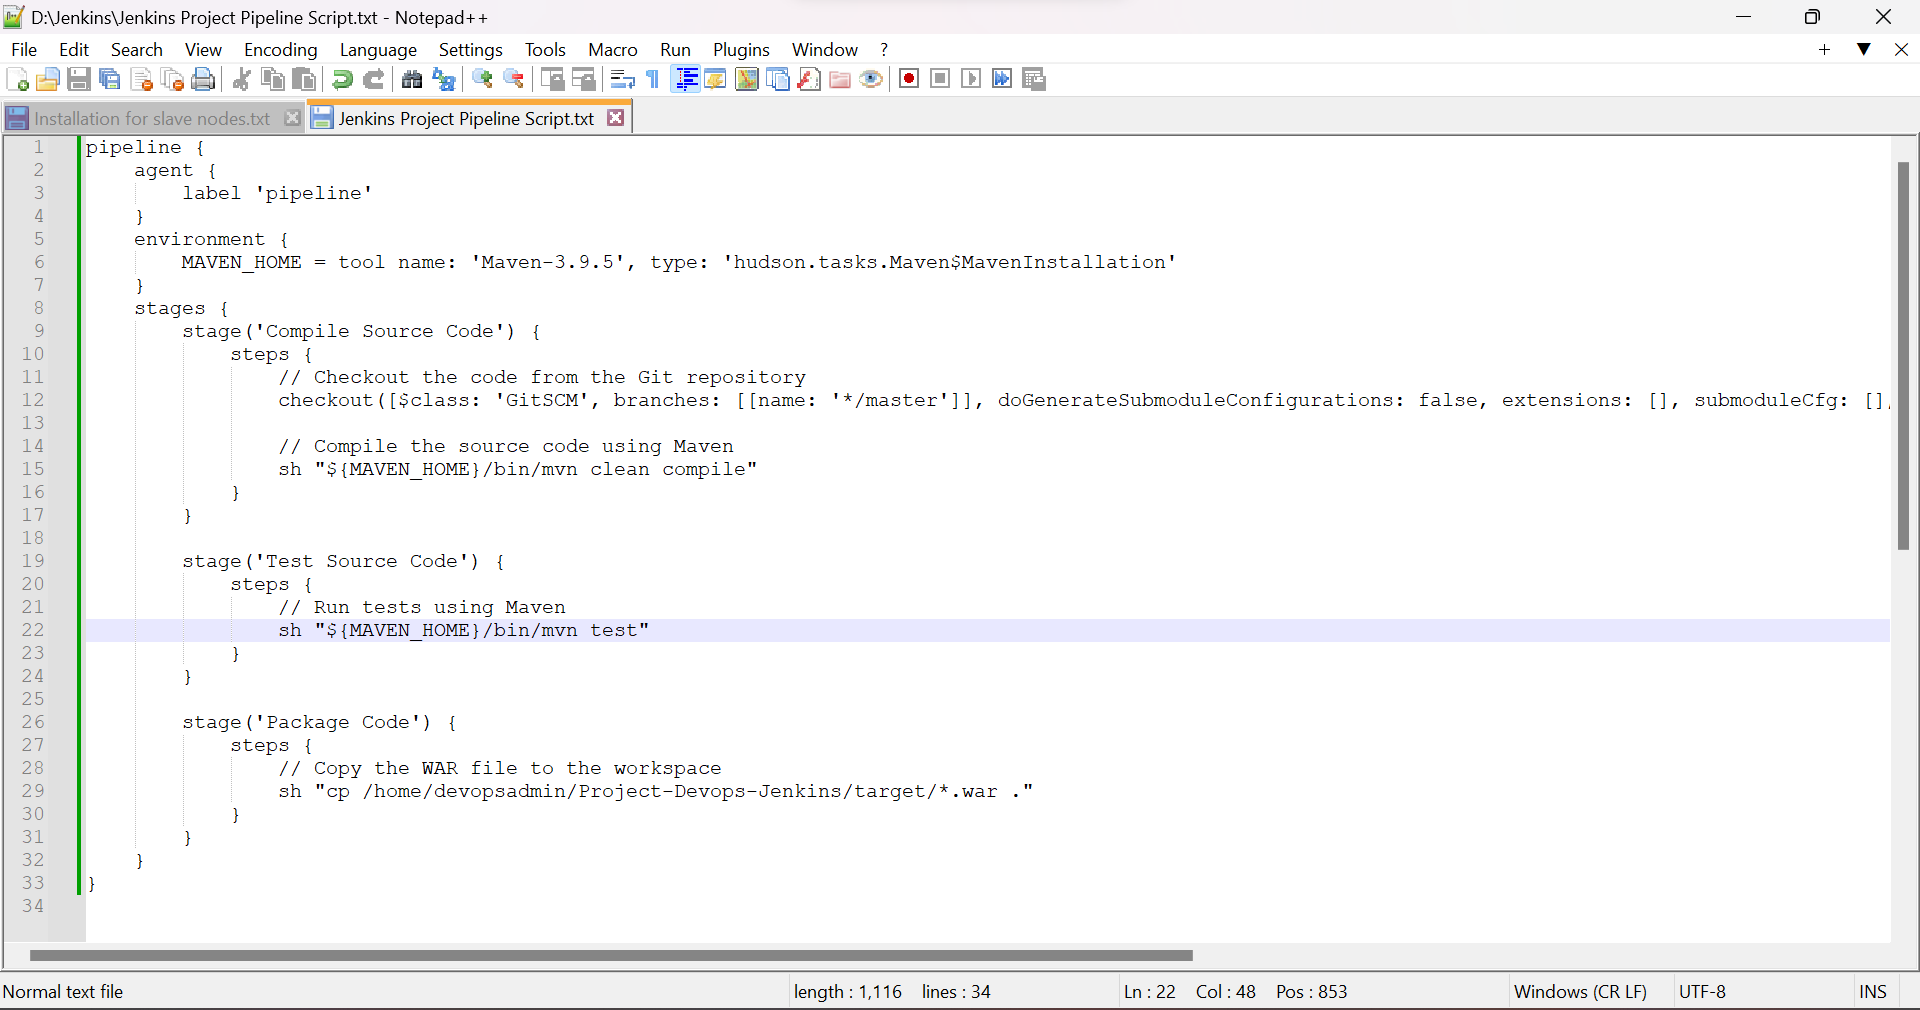 D:\Jenkins\Jenkins Project Pipeline Script.txt - Notepad++
File Edit Search View Encoding Language Settings Tools Macro Run Plugins Window ?
Installation for slave nodes.txt Jenkins Project Pipeline Script.txt
1 pipeline {
2     agent {
3         label 'pipeline'
4     }
5     environment {
6         MAVEN_HOME = tool name: 'Maven-3.9.5', type: 'hudson.tasks.Maven$MavenInstallation'
7     }
8     stages {
9         stage('Compile Source Code') {
10             steps {
11                 // Checkout the code from the Git repository
12                 checkout([$class: 'GitSCM', branches: [[name: '*/master']], doGenerateSubmoduleConfigurations: false, extensions: [], submoduleCfg: [],
13
14                 // Compile the source code using Maven
15                 sh "${MAVEN_HOME}/bin/mvn clean compile"
16             }
17         }
18
19         stage('Test Source Code') {
20             steps {
21                 // Run tests using Maven
22                 sh "${MAVEN_HOME}/bin/mvn test"
23             }
24         }
25
26         stage('Package Code') {
27             steps {
28                 // Copy the WAR file to the workspace
29                 sh "cp /home/devopsadmin/Project-Devops-Jenkins/target/*.war ."
30             }
31         }
32     }
33 }
34
Normal text file length : 1,116 lines : 34 Ln : 22 Col : 48 Pos : 853 Windows (CR LF) UTF-8 INS